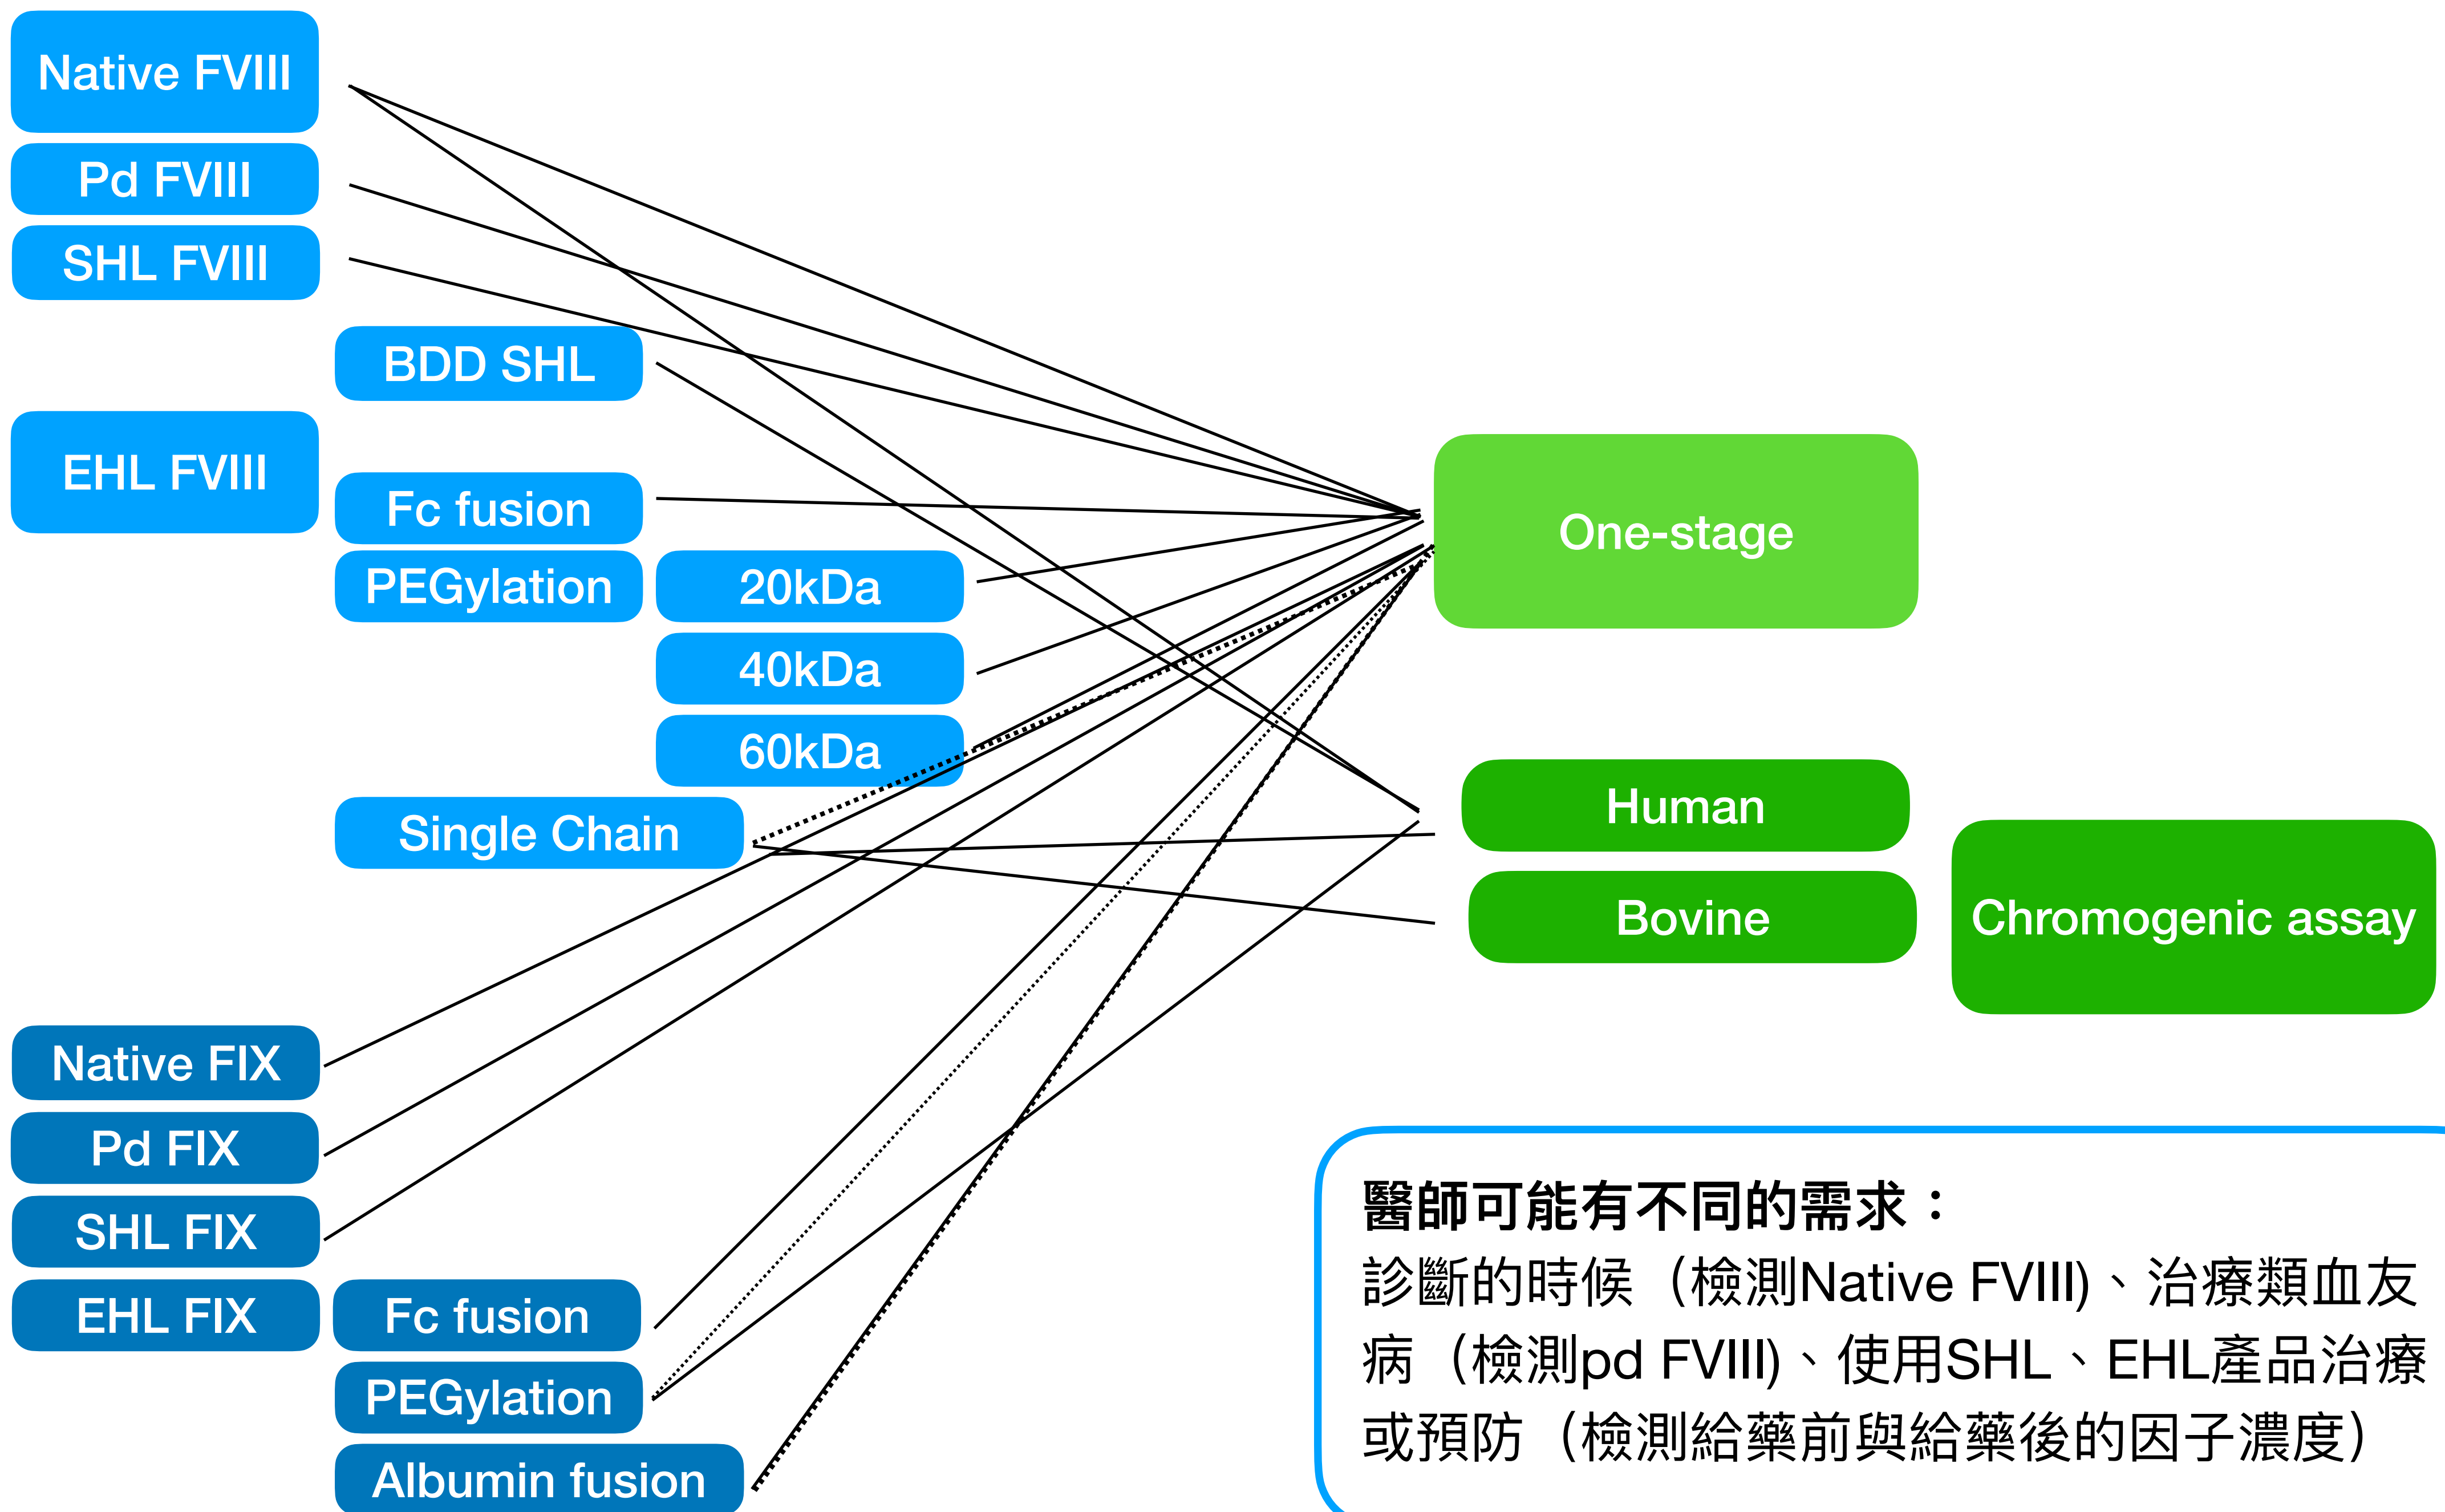 Native FVIII
Pd FVIII
SHL FVIII
BDD SHL
EHL FVIII
Fc fusion
PEGylation
20kDa
40kDa
60kDa
Single Chain
Native FIX
Pd FIX
SHL FIX
EHL FIX
Fc fusion
PEGylation
Albumin fusion
One-stage
Human
Bovine
Chromogenic assay
醫師可能有不同的需求：
診斷的時候（檢測Native FVIII)、治療類血友
病（檢測pd FVIII)、使用SHL、EHL產品治療
或預防（檢測給藥前與給藥後的因子濃度）